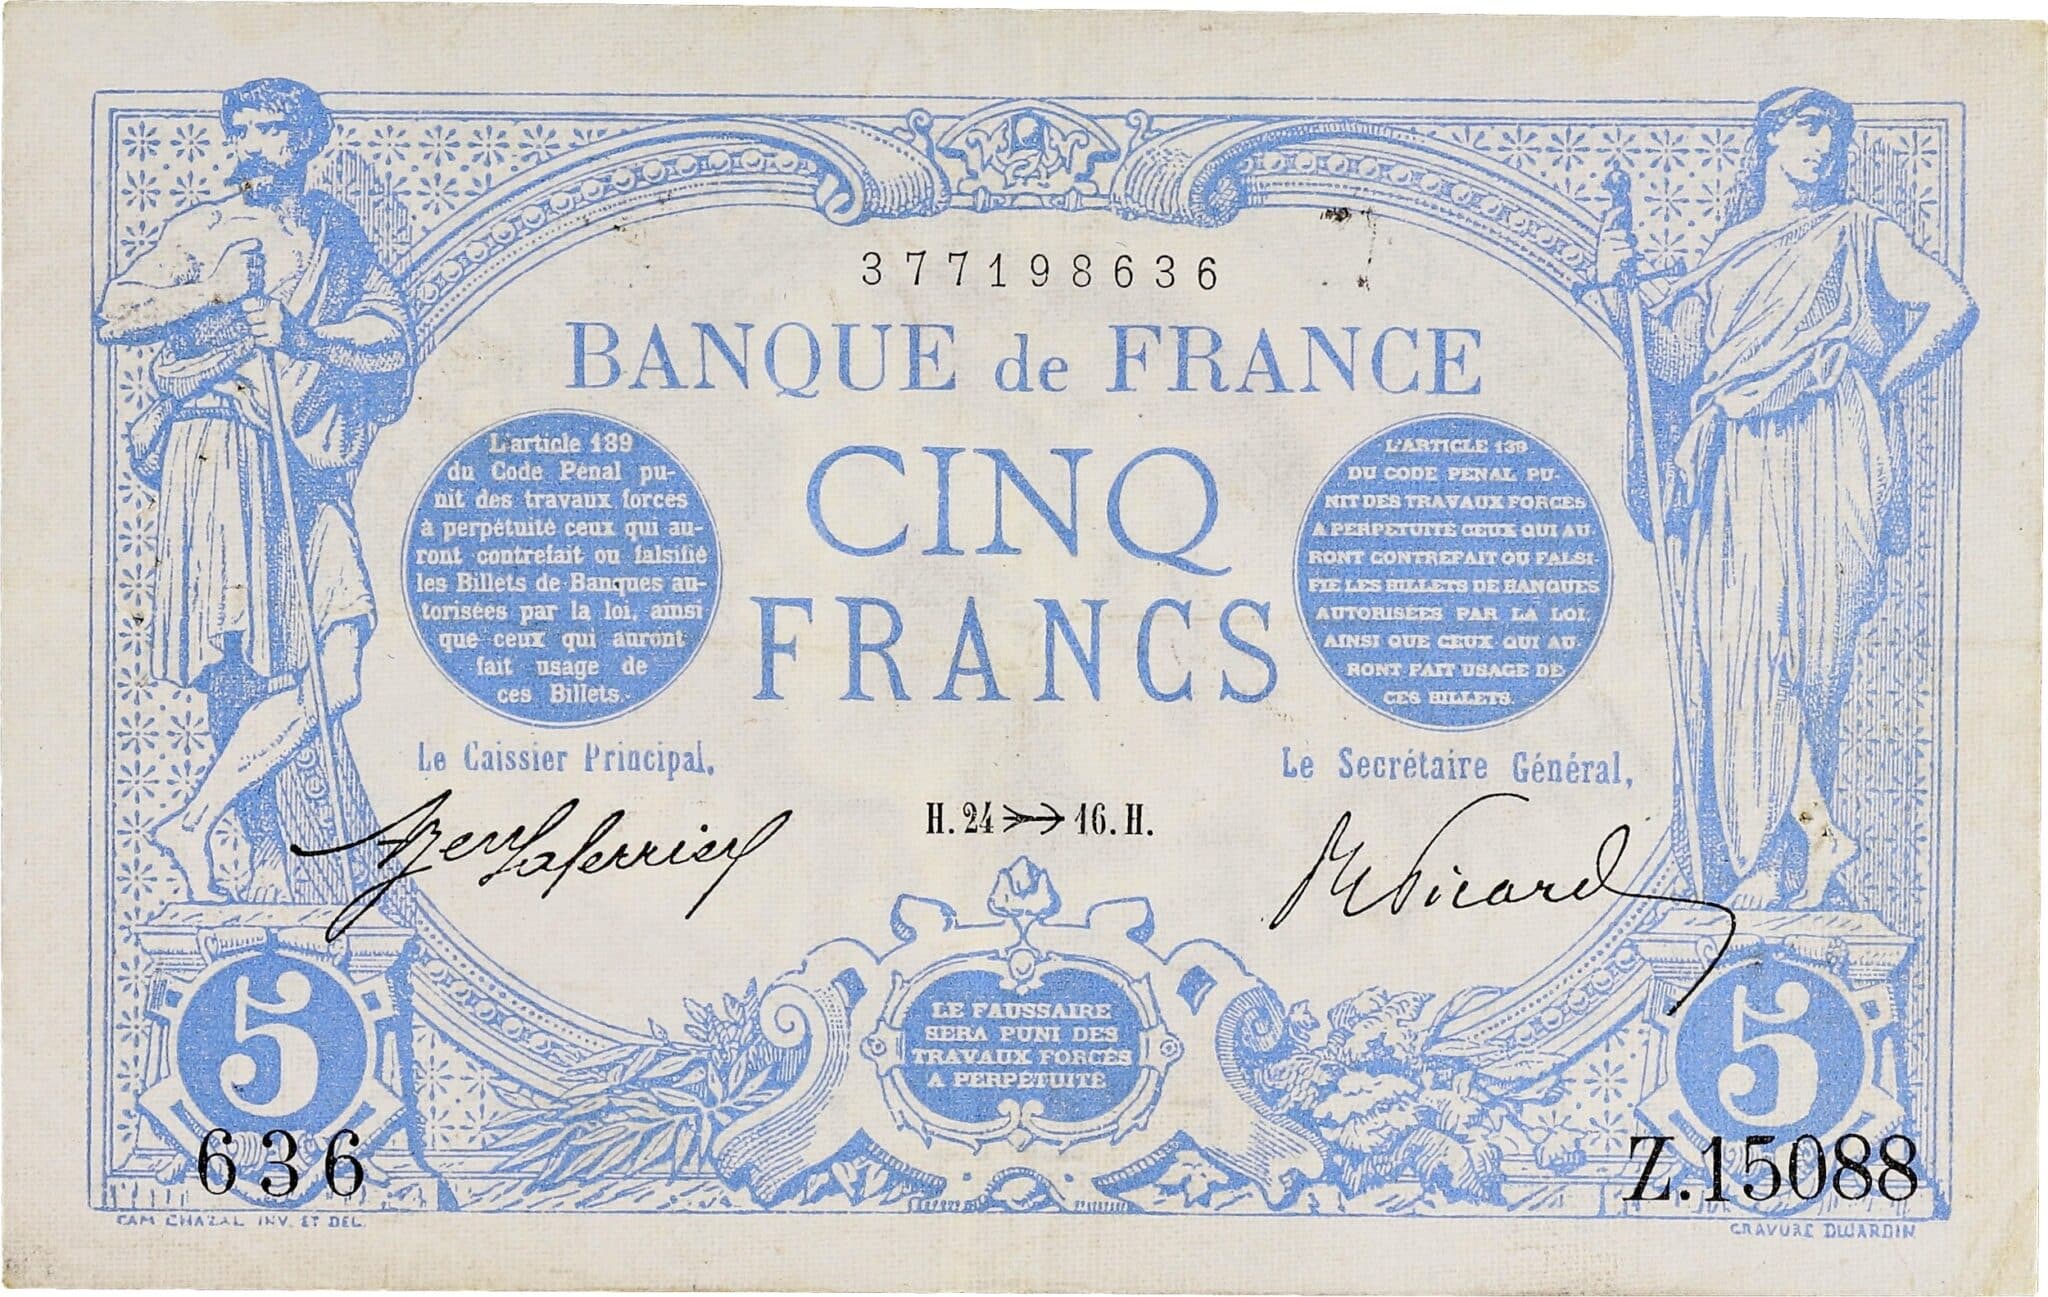 377198636
BANQUE de FRANCE
CINQ
FRANCS
L'article 139
du Code Pénal pu-
nit des travaux forcés
à perpétuité ceux qui au-
ront contrefait ou falsifié
les Billets de Banques au-
torisées par la loi, ainsi
que ceux qui auront
fait usage de
ces Billets.
L'ARTICLE 139
DU CODE PENAL PU-
NIT DES TRAVAUX FORCES
A PERPETUITE CEUX QUI AU
RONT CONTREFAIT OU FALSI-
FIE LES BILLETS DE BANQUES
AUTORISÉES PAR LA LOI
AINSI QUE CEUX QUI AU-
RONT FAIT USAGE DE
CES BILLETS.
Le Caissier Principal,
Le Secrétaire Général,
H. 24 16. H.
Laferrière
Picard
5
5
LE FAUSSAIRE
SERA PUNI DES
TRAVAUX FORCÉS
A PERPÉTUITÉ
636
Z.15088
CAM CHAZAL INV. ET DEL.
GRAVURE DUJARDIN